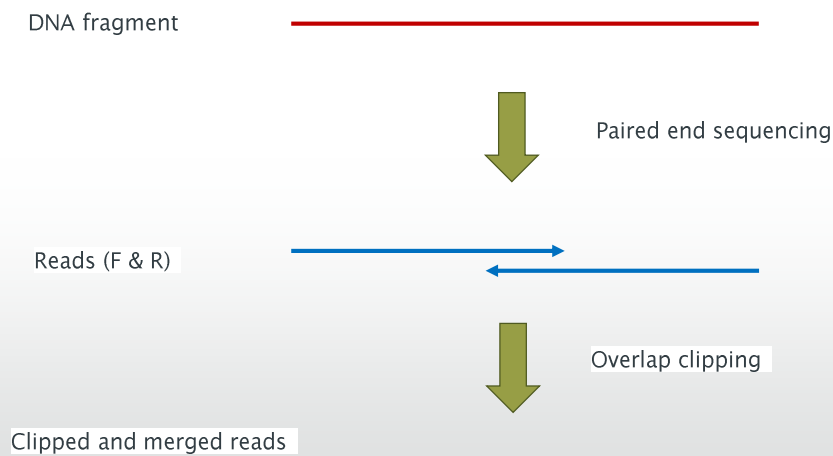 DNA fragment
Paired end sequencing
Reads (F & R)
Overlap clipping
Clipped and merged reads